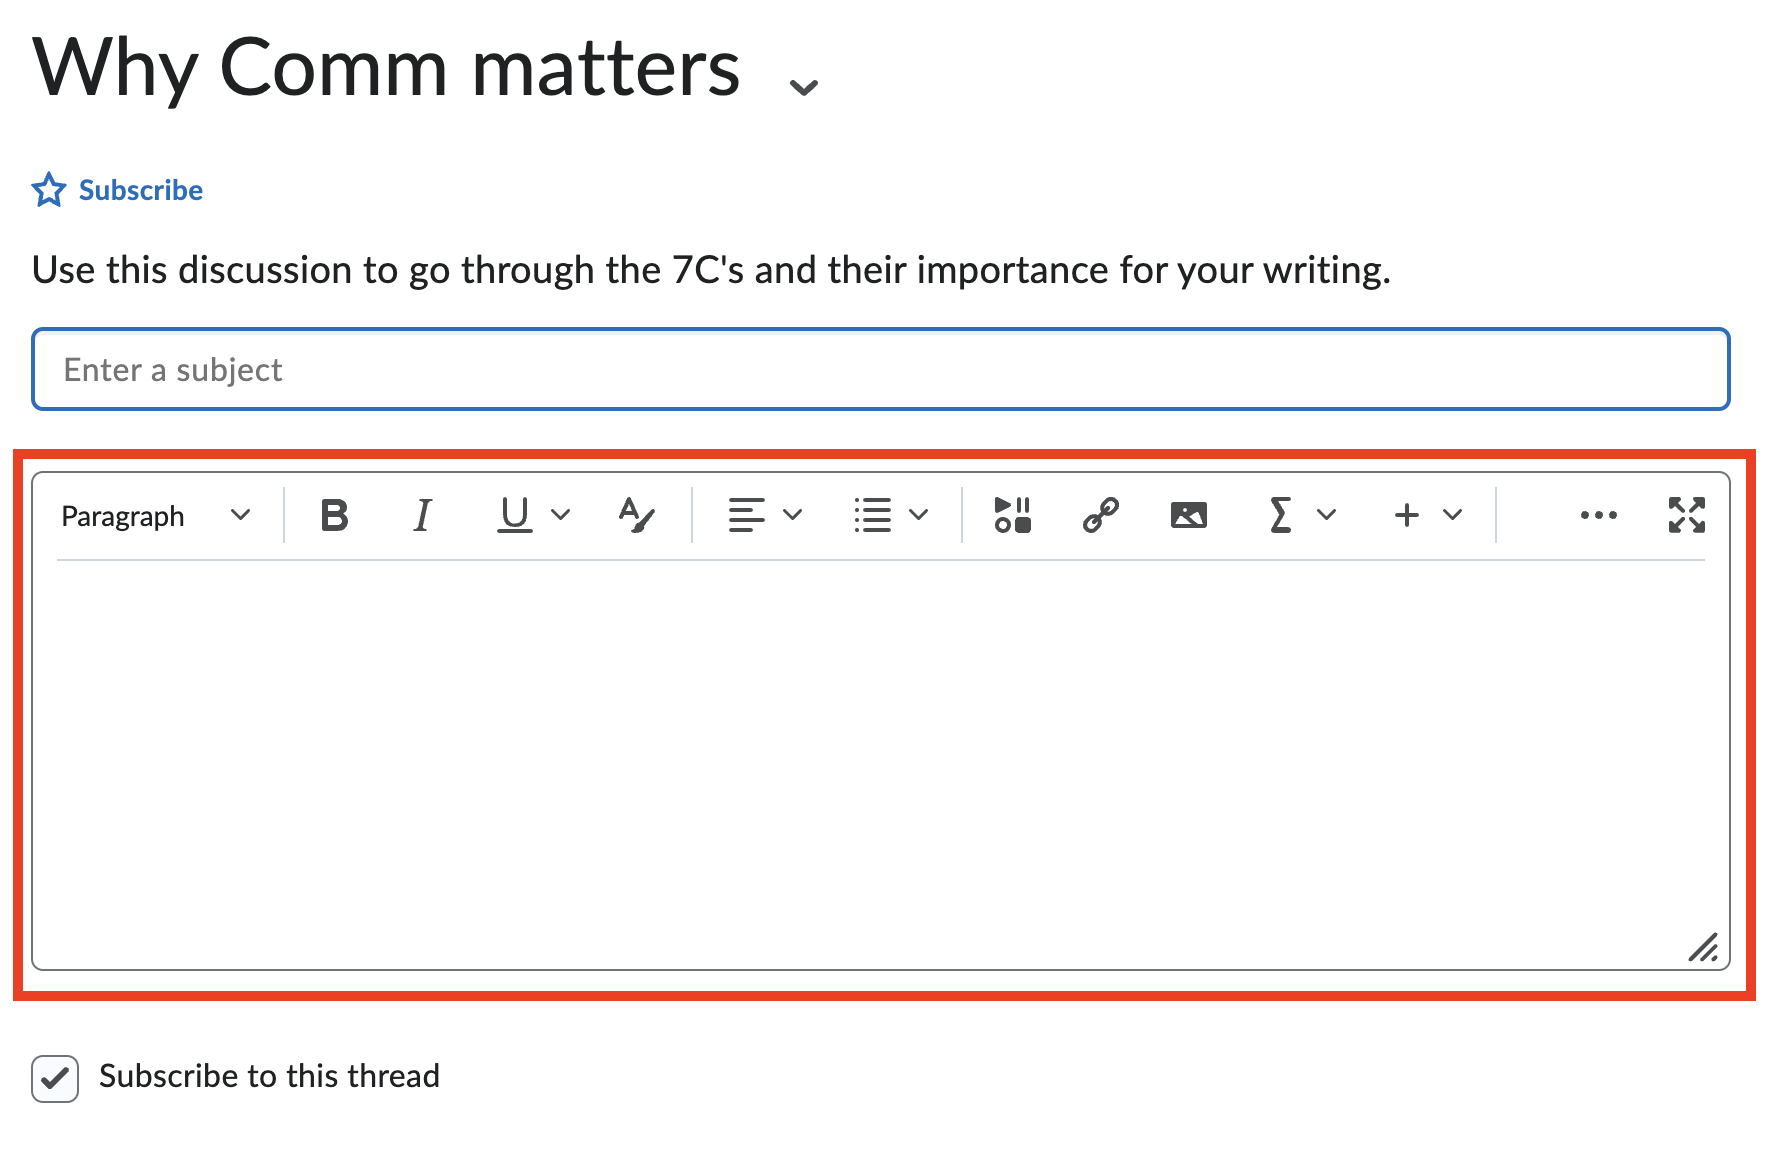 Why Comm matters
Subscribe
Use this discussion to go through the 7C's and their importance for your writing.
Enter a subject
Paragraph B I U A Σ +
Subscribe to this thread